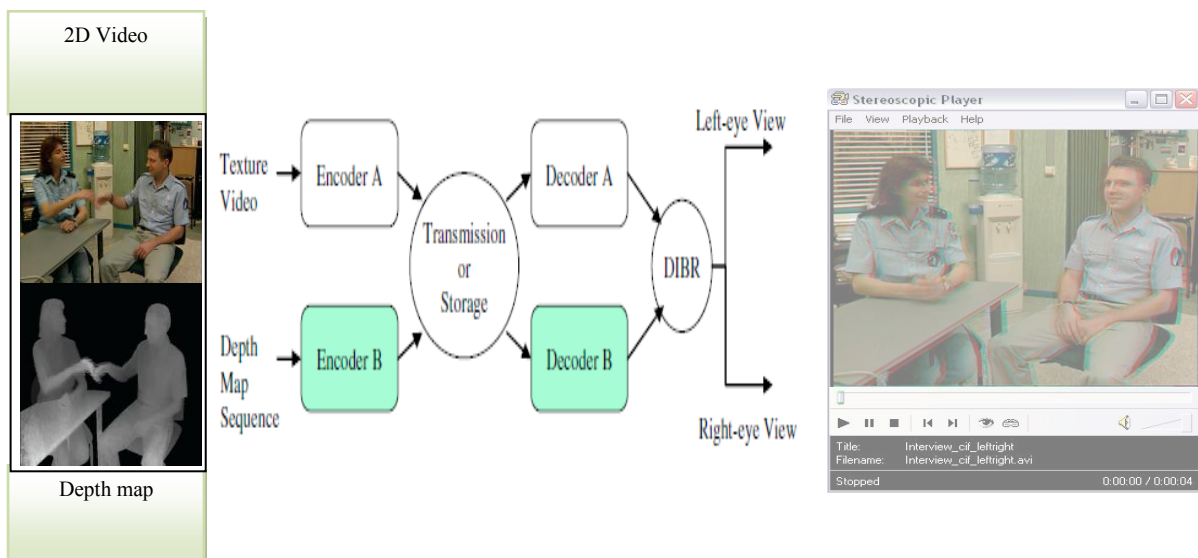 2D Video
Depth map
Texture
Video
Encoder A
Depth
Map
Sequence
Encoder B
Transmission
or
Storage
Decoder A
Decoder B
DIBR
Left-eye View
Right-eye View
Stereoscopic Player
File View Playback Help
Title: Interview_cif_leftright
Filename: Interview_cif_leftright.avi
Stopped 0:00:00 / 0:00:04